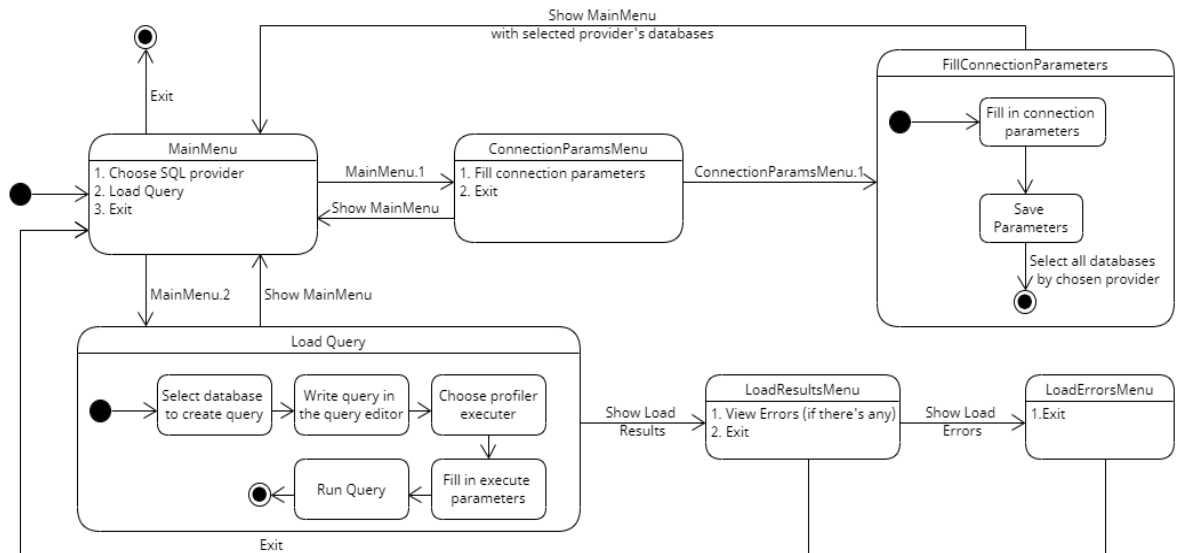 Show MainMenu
with selected provider's databases
Exit
FillConnectionParameters
Fill in connection
parameters
Save
Parameters
Select all databases
by chosen provider
MainMenu
1. Choose SQL provider
2. Load Query
3. Exit
MainMenu.1
Show MainMenu
ConnectionParamsMenu
1. Fill connection parameters
2. Exit
ConnectionParamsMenu.1
MainMenu.2
Show MainMenu
Load Query
Select database
to create query
Write query in
the query editor
Choose profiler
executer
Fill in execute
parameters
Run Query
Show Load
Results
LoadResultsMenu
1. View Errors (if there's any)
2. Exit
Show Load
Errors
LoadErrorsMenu
1.Exit
Exit